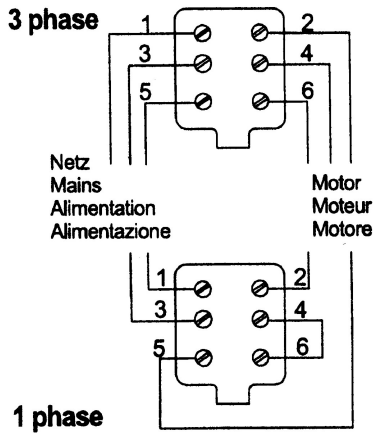 3 phase
1 2
3 4
5 6
Netz
Mains
Alimentation
Alimentazione
Motor
Moteur
Motore
1 2
3 4
5 6
1 phase